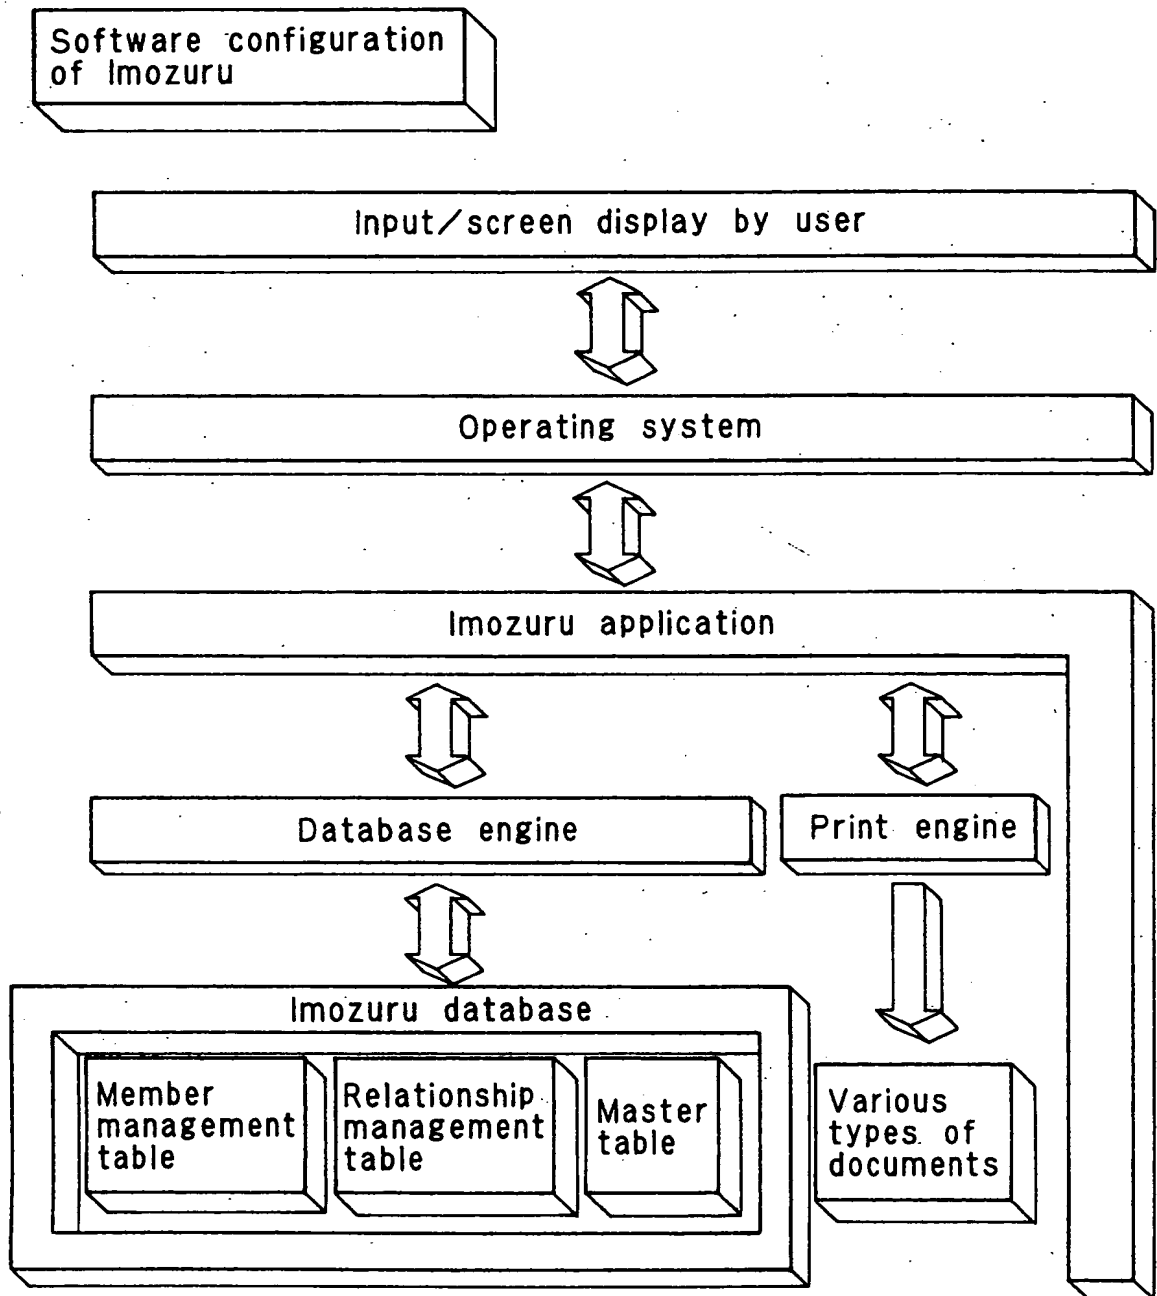 Software configuration
of Imozuru
Input/screen display by user
Operating system
Imozuru application
Database engine
Print engine
Imozuru database
Member
management
table
Relationship
management
table
Master
table
Various
types of
documents